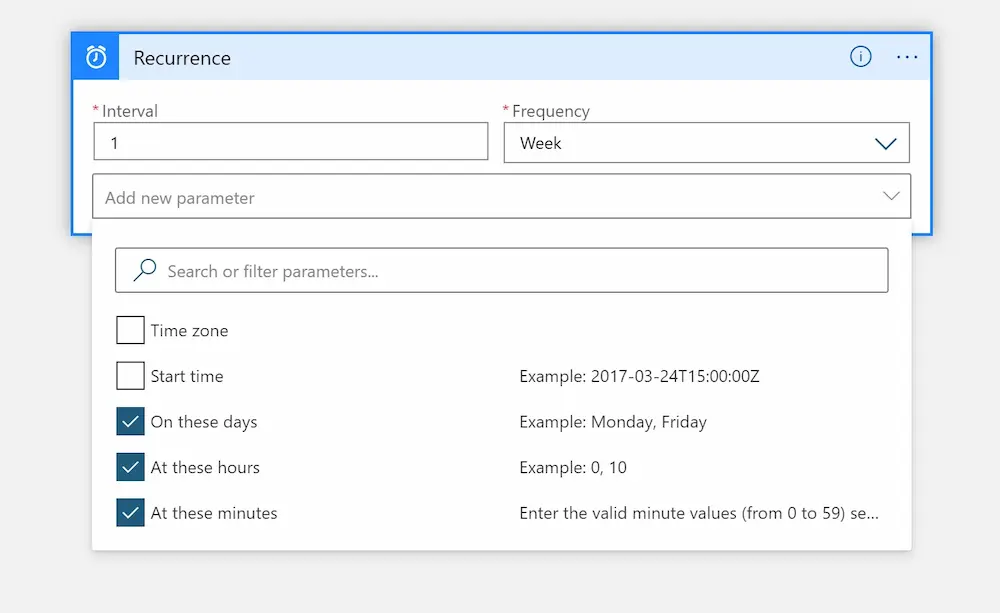 Recurrence
* Interval
* Frequency
1
Week
Add new parameter
Search or filter parameters...
Time zone
Start time
Example: 2017-03-24T15:00:00Z
On these days
Example: Monday, Friday
At these hours
Example: 0, 10
At these minutes
Enter the valid minute values (from 0 to 59) se...